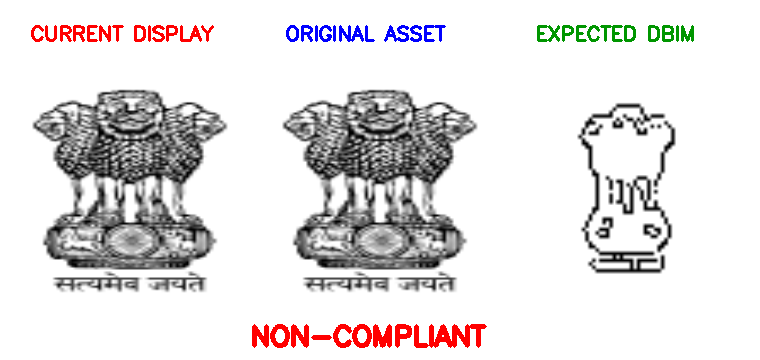 CURRENT DISPLAY ORIGINAL ASSET EXPECTED DBIM
सत्यमेव जयते सत्यमेव जयते
NON-COMPLIANT